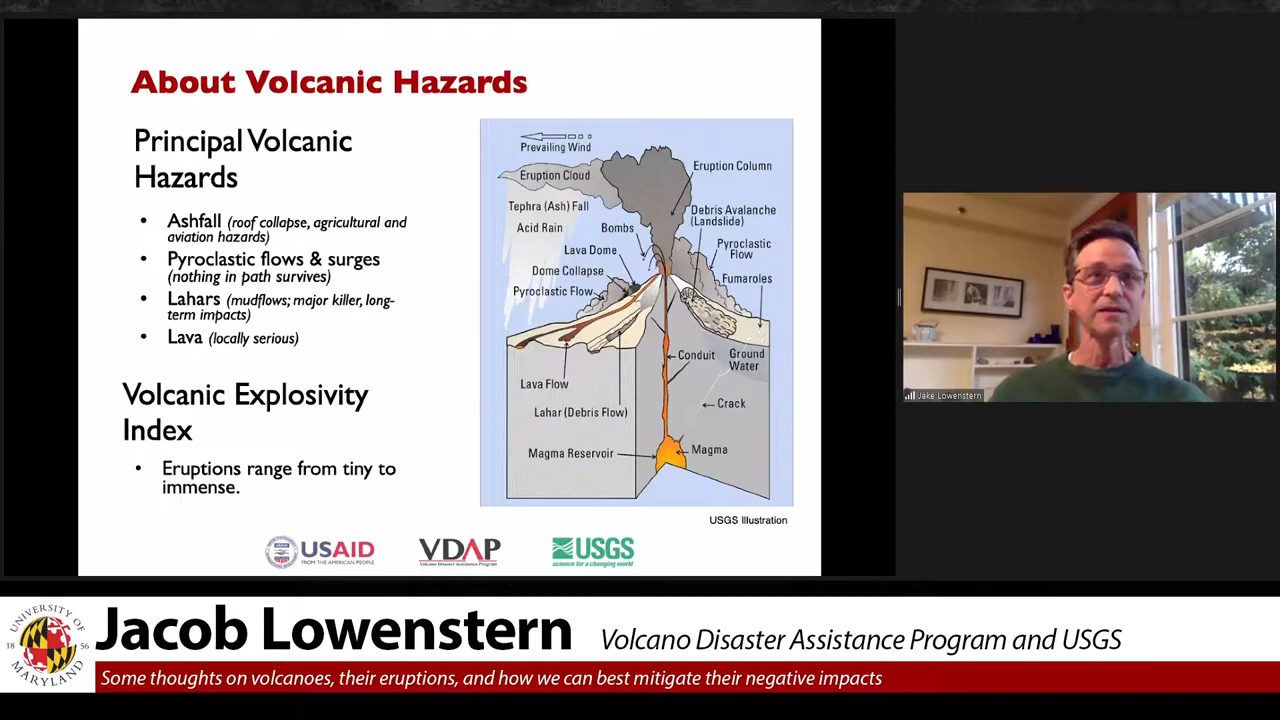 About Volcanic Hazards
Principal Volcanic
Hazards
• Ashfall (roof collapse, agricultural and
aviation hazards)
• Pyroclastic flows & surges
(nothing in path survives)
• Lahars (mudflows; major killer, long-
term impacts)
• Lava (locally serious)
Volcanic Explosivity
Index
• Eruptions range from tiny to
immense.
Prevailing Wind
Eruption Cloud
Eruption Column
Tephra (Ash) Fall
Acid Rain
Bombs
Debris Avalanche
(Landslide)
Lava Dome
Pyroclastic
Flow
Dome Collapse
Fumaroles
Pyroclastic Flow
Conduit
Ground
Water
Lava Flow
Lahar (Debris Flow)
Crack
Magma Reservoir
Magma
USGS Illustration
USAID
FROM THE AMERICAN PEOPLE
VDAP
Volcano Disaster Assistance Program
USGS
science for a changing world
Jake Lowenstern
UNIVERSITY OF
18 56
MARYLAND
Jacob Lowenstern
Volcano Disaster Assistance Program and USGS
Some thoughts on volcanoes, their eruptions, and how we can best mitigate their negative impacts